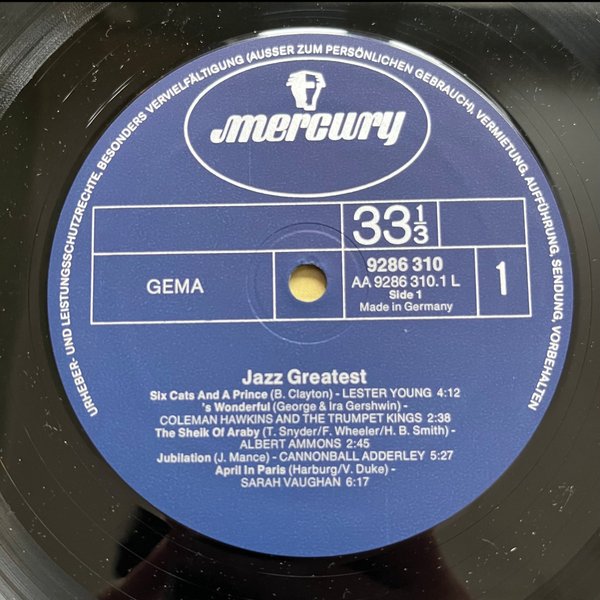 URHEBER- UND LEISTUNGSSCHUTZRECHTE, BESONDERS VERVIELFÄLTIGUNG (AUSSER ZUM PERSÖNLICHEN GEBRAUCH), VERMIETUNG, AUFFÜHRUNG, SENDUNG, VORBEHALTEN
mercury
33 1/3
GEMA
9286 310
AA 9286 310.1 L
Side 1
Made in Germany
1
Jazz Greatest
Six Cats And A Prince (B. Clayton) - LESTER YOUNG 4:12
's Wonderful (George & Ira Gershwin) -
COLEMAN HAWKINS AND THE TRUMPET KINGS 2:38
The Sheik Of Araby (T. Snyder/F. Wheeler/H. B. Smith) -
ALBERT AMMONS 2:45
Jubilation (J. Mance) - CANNONBALL ADDERLEY 5:27
April In Paris (Harburg/V. Duke) -
SARAH VAUGHAN 6:17